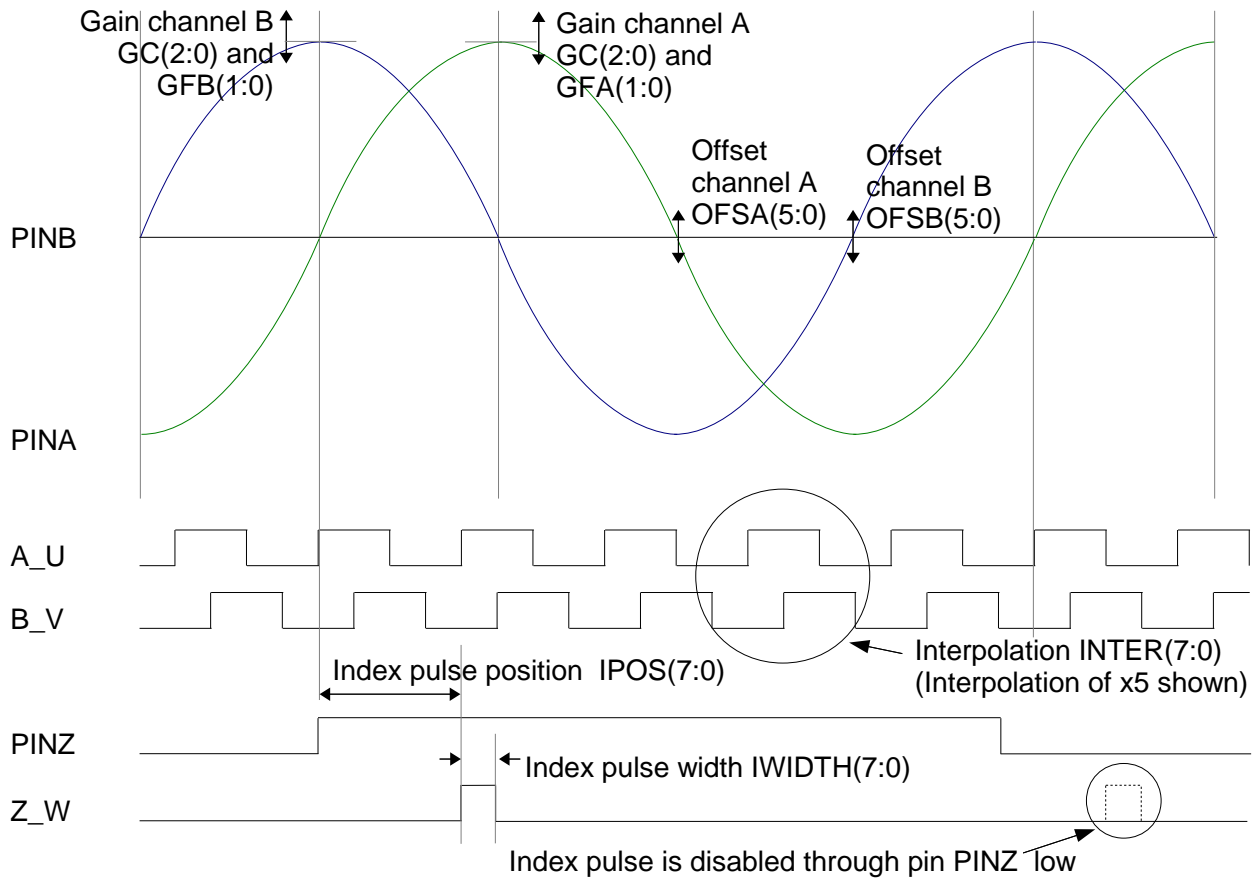 Gain channel B
GC(2:0) and
GFB(1:0)
Gain channel A
GC(2:0) and
GFA(1:0)
Offset
channel A
OFSA(5:0)
Offset
channel B
OFSB(5:0)
PINB
PINA
A_U
B_V
Interpolation INTER(7:0)
(Interpolation of x5 shown)
Index pulse position IPOS(7:0)
PINZ
Index pulse width IWIDTH(7:0)
Z_W
Index pulse is disabled through pin PINZ low